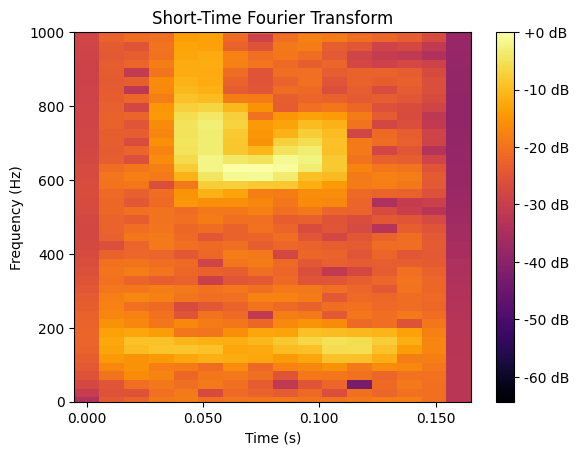 Short-Time Fourier Transform
1000
800
600
400
200
0
Frequency (Hz)
0.000
0.050
0.100
0.150
Time (s)
+0 dB
-10 dB
-20 dB
-30 dB
-40 dB
-50 dB
-60 dB